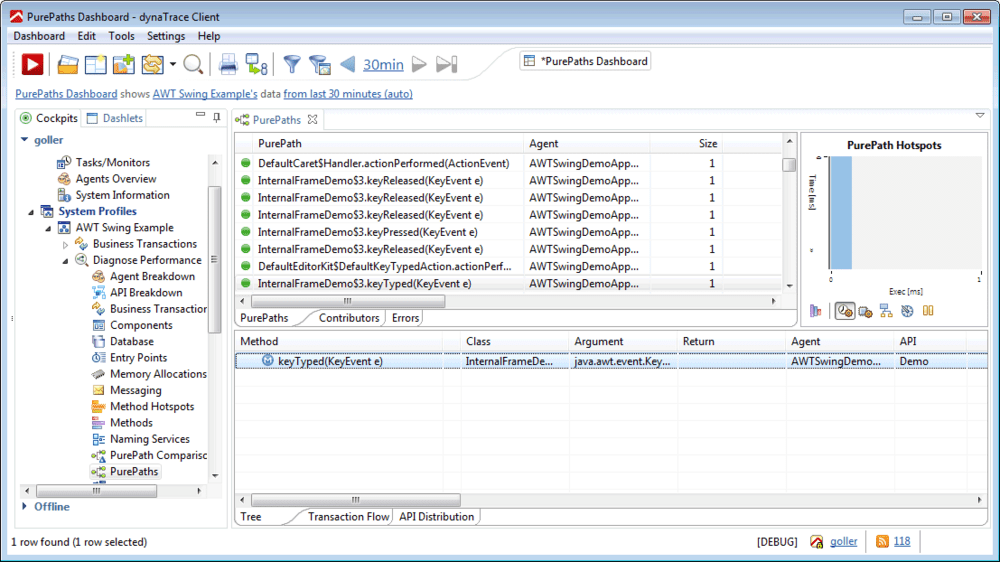 PurePaths Dashboard - dynaTrace Client
Dashboard Edit Tools Settings Help
30min
*PurePaths Dashboard
PurePaths Dashboard shows AWT Swing Example's data from last 30 minutes (auto)
Cockpits Dashlets
goller
Tasks/Monitors
Agents Overview
System Information
System Profiles
AWT Swing Example
Business Transactions
Diagnose Performance
Agent Breakdown
API Breakdown
Business Transaction
Components
Database
Entry Points
Memory Allocations
Messaging
Method Hotspots
Methods
Naming Services
PurePath Comparisc
PurePaths
Offline
PurePaths
PurePath Agent Size
DefaultCaret$Handler.actionPerformed(ActionEvent) AWTSwingDemoApp... 1
InternalFrameDemo$3.keyReleased(KeyEvent e) AWTSwingDemoApp... 1
InternalFrameDemo$3.keyReleased(KeyEvent e) AWTSwingDemoApp... 1
InternalFrameDemo$3.keyReleased(KeyEvent e) AWTSwingDemoApp... 1
InternalFrameDemo$3.keyPressed(KeyEvent e) AWTSwingDemoApp... 1
InternalFrameDemo$3.keyReleased(KeyEvent e) AWTSwingDemoApp... 1
DefaultEditorKit$DefaultKeyTypedAction.actionPerf... AWTSwingDemoApp... 1
InternalFrameDemo$3.keyTyped(KeyEvent e) AWTSwingDemoApp... 1
PurePaths Contributors Errors
PurePath Hotspots
Time [ms]
0 1
Exec [ms]
Method Class Argument Return Agent API
keyTyped(KeyEvent e) InternalFrameDe... java.awt.event.Key... AWTSwingDemo... Demo
Tree Transaction Flow API Distribution
1 row found (1 row selected)
[DEBUG] goller 118